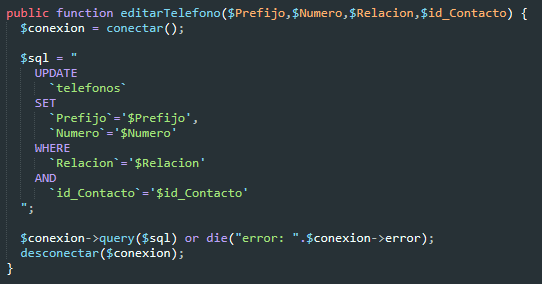 public function editarTelefono($Prefijo,$Numero,$Relacion,$id_Contacto) {
$conexion = conectar();
$sql = "
UPDATE
`telefonos`
SET
`Prefijo`='$Prefijo',
`Numero`='$Numero'
WHERE
`Relacion`='$Relacion'
AND
`id_Contacto`='$id_Contacto'
";
$conexion->query($sql) or die("error: ".$conexion->error);
desconectar($conexion);
}